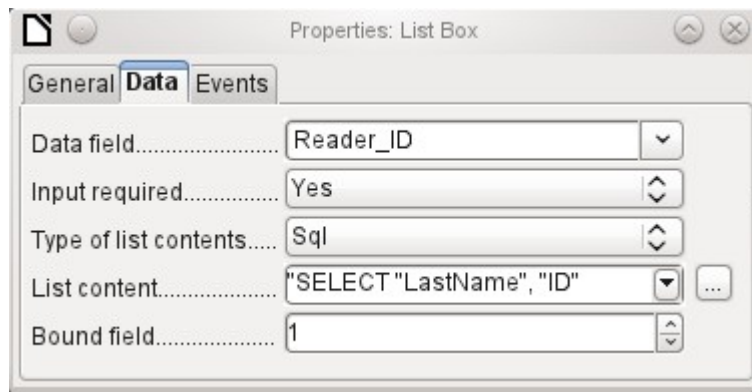 Properties: List Box
General Data Events
Data field........................ Reader_ID
Input required................ Yes
Type of list contents..... Sql
List content.................... "SELECT "LastName", "ID" ...
Bound field.................... 1